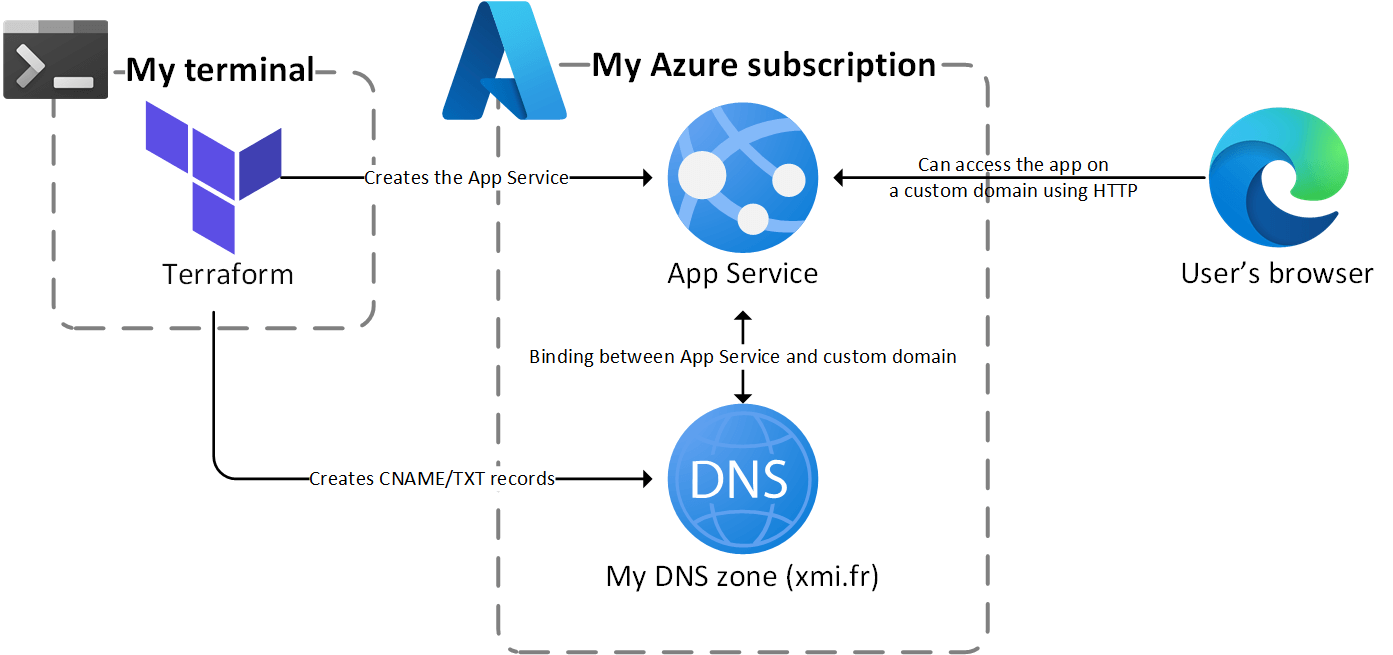 My terminal
My Azure subscription
Creates the App Service
Can access the app on
a custom domain using HTTP
Terraform
App Service
User’s browser
Binding between App Service and custom domain
DNS
Creates CNAME/TXT records
My DNS zone (xmi.fr)